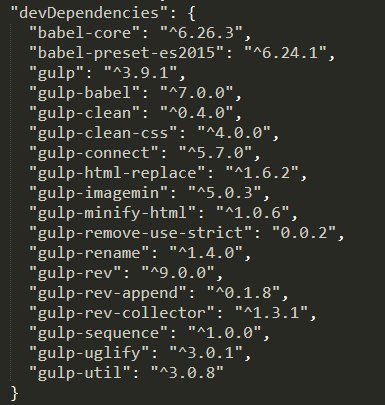 "devDependencies": {
"babel-core": "^6.26.3",
"babel-preset-es2015": "^6.24.1",
"gulp": "^3.9.1",
"gulp-babel": "^7.0.0",
"gulp-clean": "^0.4.0",
"gulp-clean-css": "^4.0.0",
"gulp-connect": "^5.7.0",
"gulp-html-replace": "^1.6.2",
"gulp-imagemin": "^5.0.3",
"gulp-minify-html": "^1.0.6",
"gulp-remove-use-strict": "0.0.2",
"gulp-rename": "^1.4.0",
"gulp-rev": "^9.0.0",
"gulp-rev-append": "^0.1.8",
"gulp-rev-collector": "^1.3.1",
"gulp-sequence": "^1.0.0",
"gulp-uglify": "^3.0.1",
"gulp-util": "^3.0.8"
}